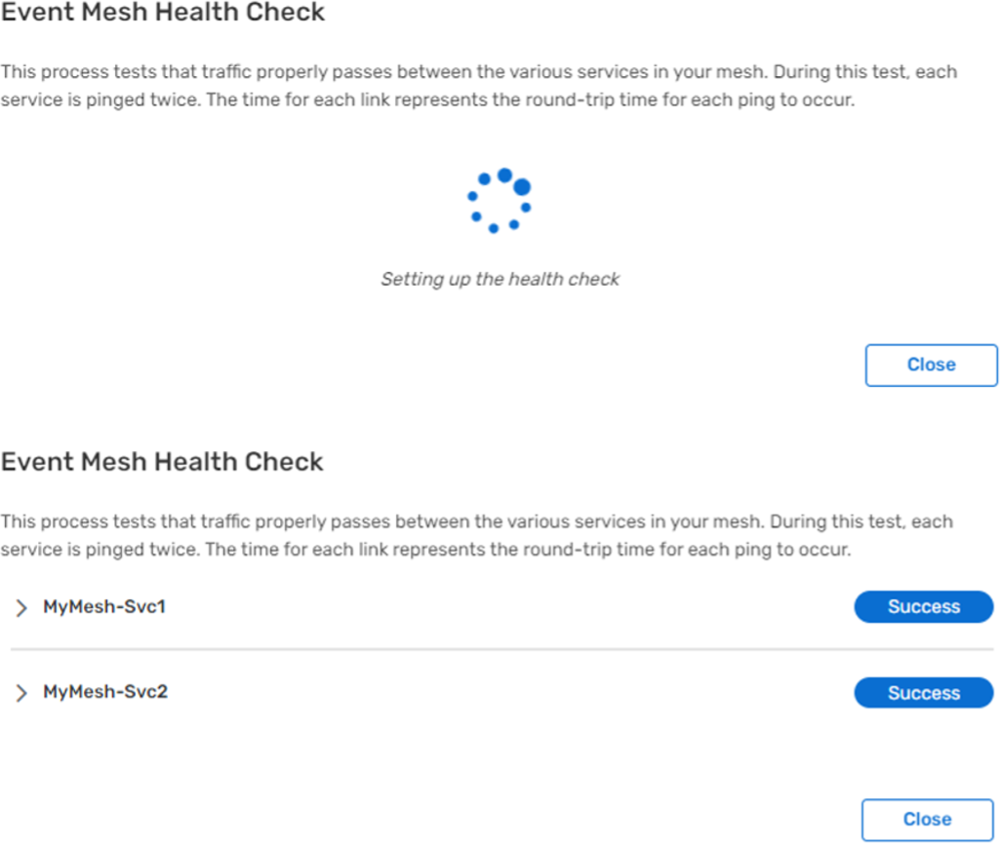 Event Mesh Health Check
This process tests that traffic properly passes between the various services in your mesh. During this test, each
service is pinged twice. The time for each link represents the round-trip time for each ping to occur.
Setting up the health check
Close
Event Mesh Health Check
This process tests that traffic properly passes between the various services in your mesh. During this test, each
service is pinged twice. The time for each link represents the round-trip time for each ping to occur.
MyMesh-Svc1 Success
MyMesh-Svc2 Success
Close